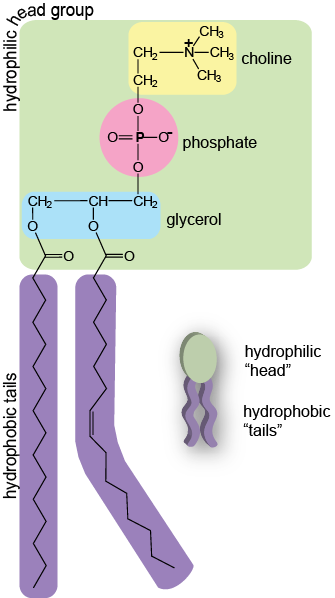 hydrophilic head group
CH₃
CH₂—N—CH₃
+
CH₃
CH₂
choline
O
O=P—O⁻
O
phosphate
CH₂—CH—CH₂
glycerol
O O
=O =O
hydrophobic tails
hydrophilic
“head”
hydrophobic
“tails”